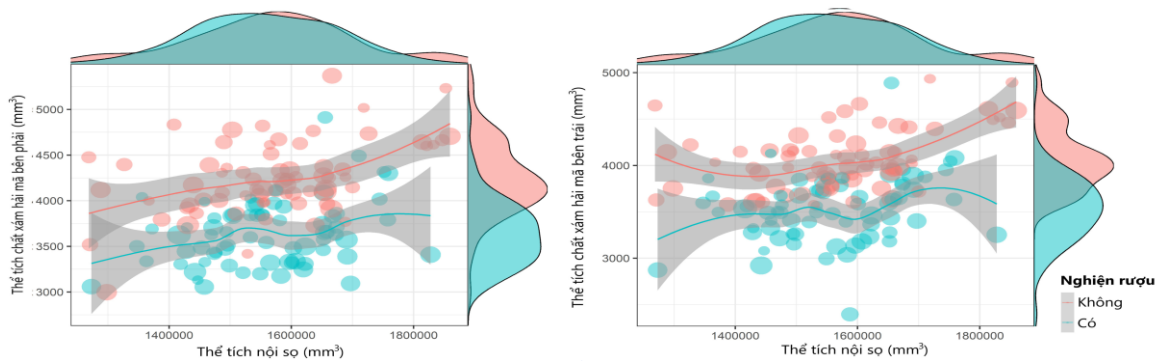 Thể tích chất xám hải mã bên phải (mm³)
5000
4500
4000
3500
3000
1400000 1600000 1800000
Thể tích nội sọ (mm³)
Thể tích chất xám hải mã bên trái (mm³)
5000
4000
3000
1400000 1600000 1800000
Thể tích nội sọ (mm³)
Nghiện rượu
Không
Có